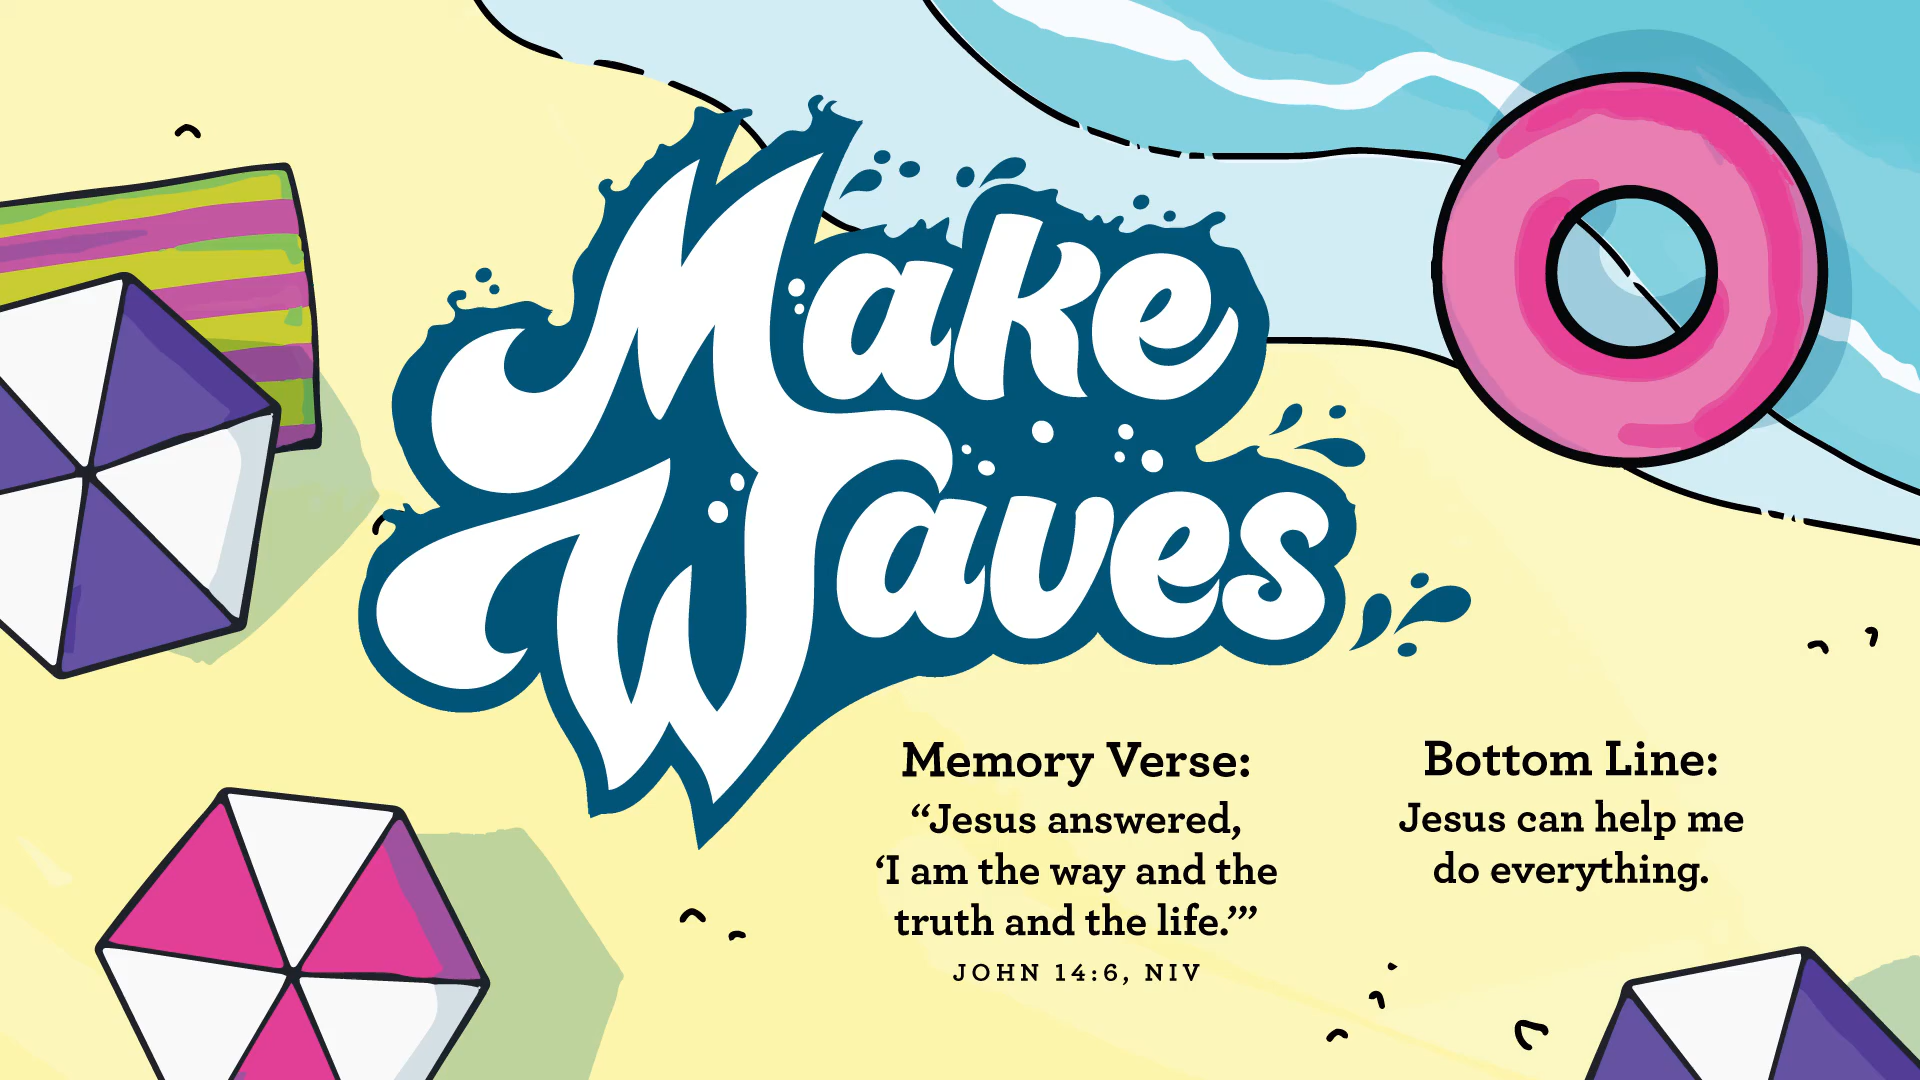 Make
Waves
Memory Verse:
“Jesus answered,
‘I am the way and the
truth and the life.’”
JOHN 14:6, NIV
Bottom Line:
Jesus can help me
do everything.